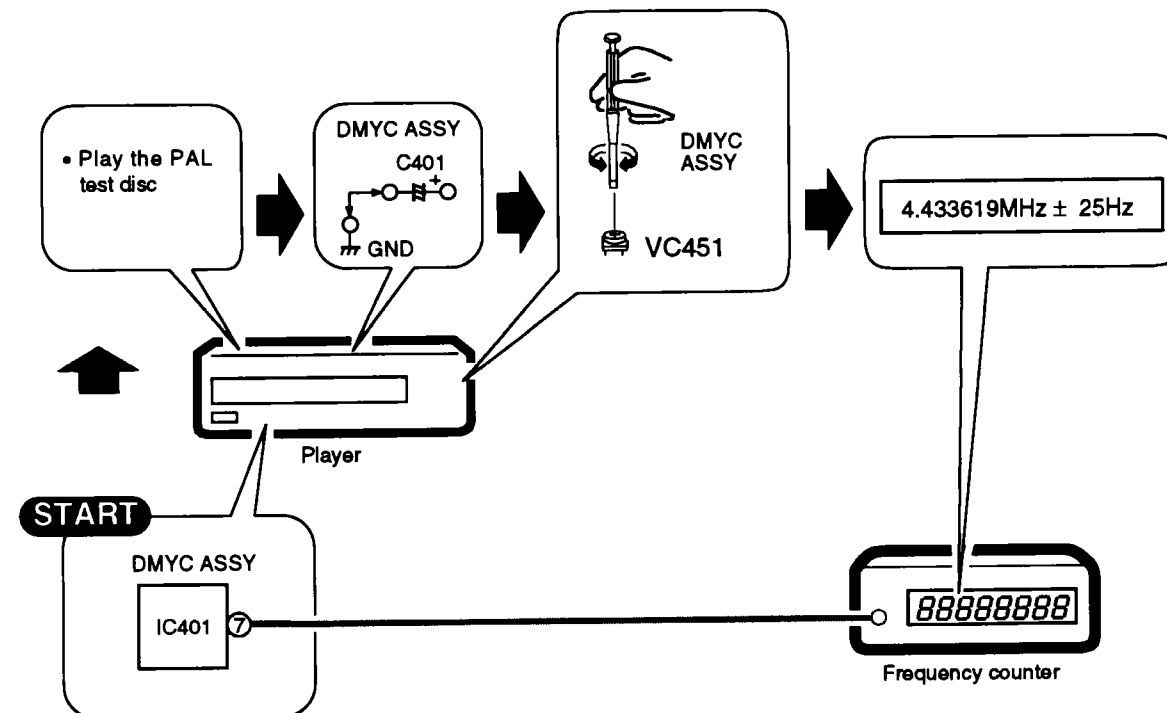 • Play the PAL
test disc
DMYC ASSY
C401
+
GND
DMYC
ASSY
VC451
4.433619MHz ± 25Hz
Player
START
DMYC ASSY
IC401
7
88888888
Frequency counter